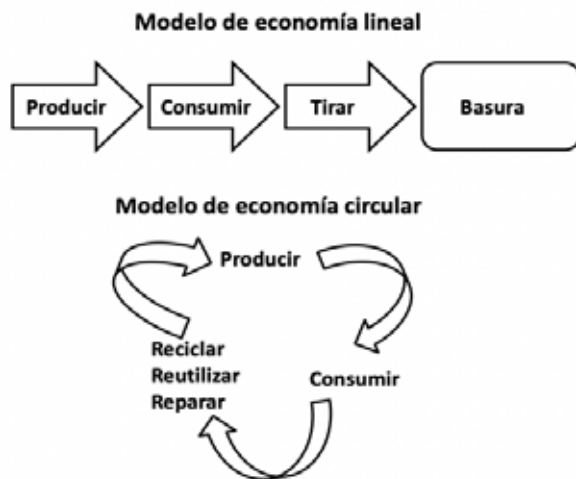 Modelo de economía lineal
Producir Consumir Tirar Basura
Modelo de economía circular
Producir
Reciclar
Reutilizar
Reparar
Consumir